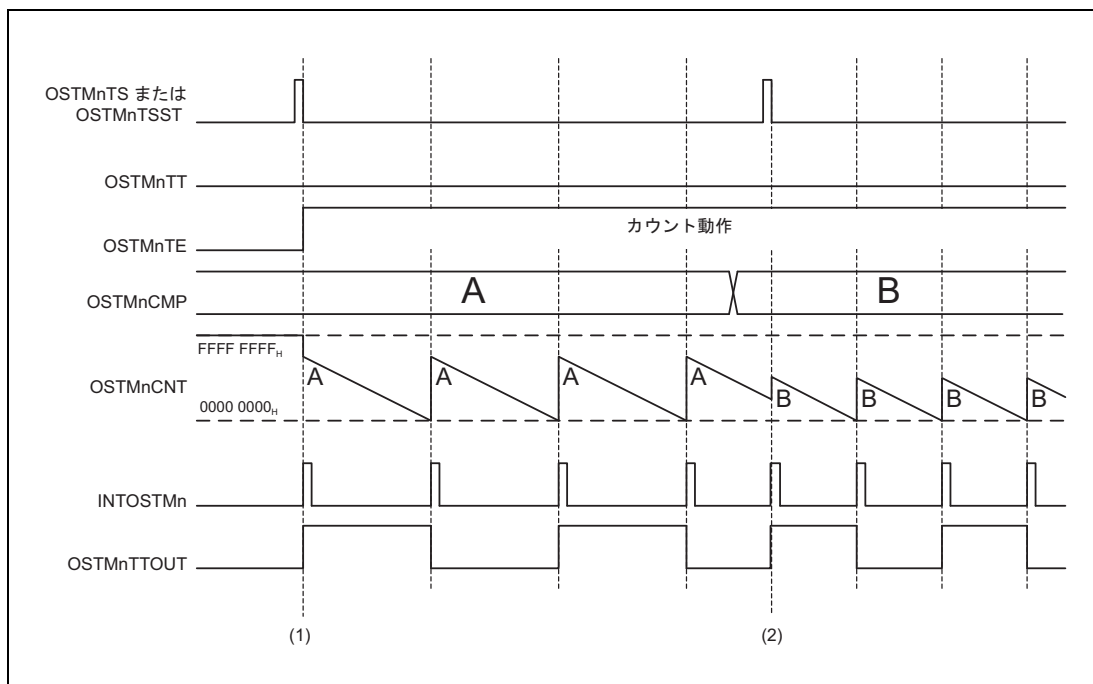 OSTMnTS または
OSTMnTSST
OSTMnTT
OSTMnTE
カウント動作
OSTMnCMP
A
B
FFFF FFFFH
OSTMnCNT
A
A
A
A
B
B
B
B
0000 0000H
INTOSTMn
OSTMnTTOUT
(1)
(2)